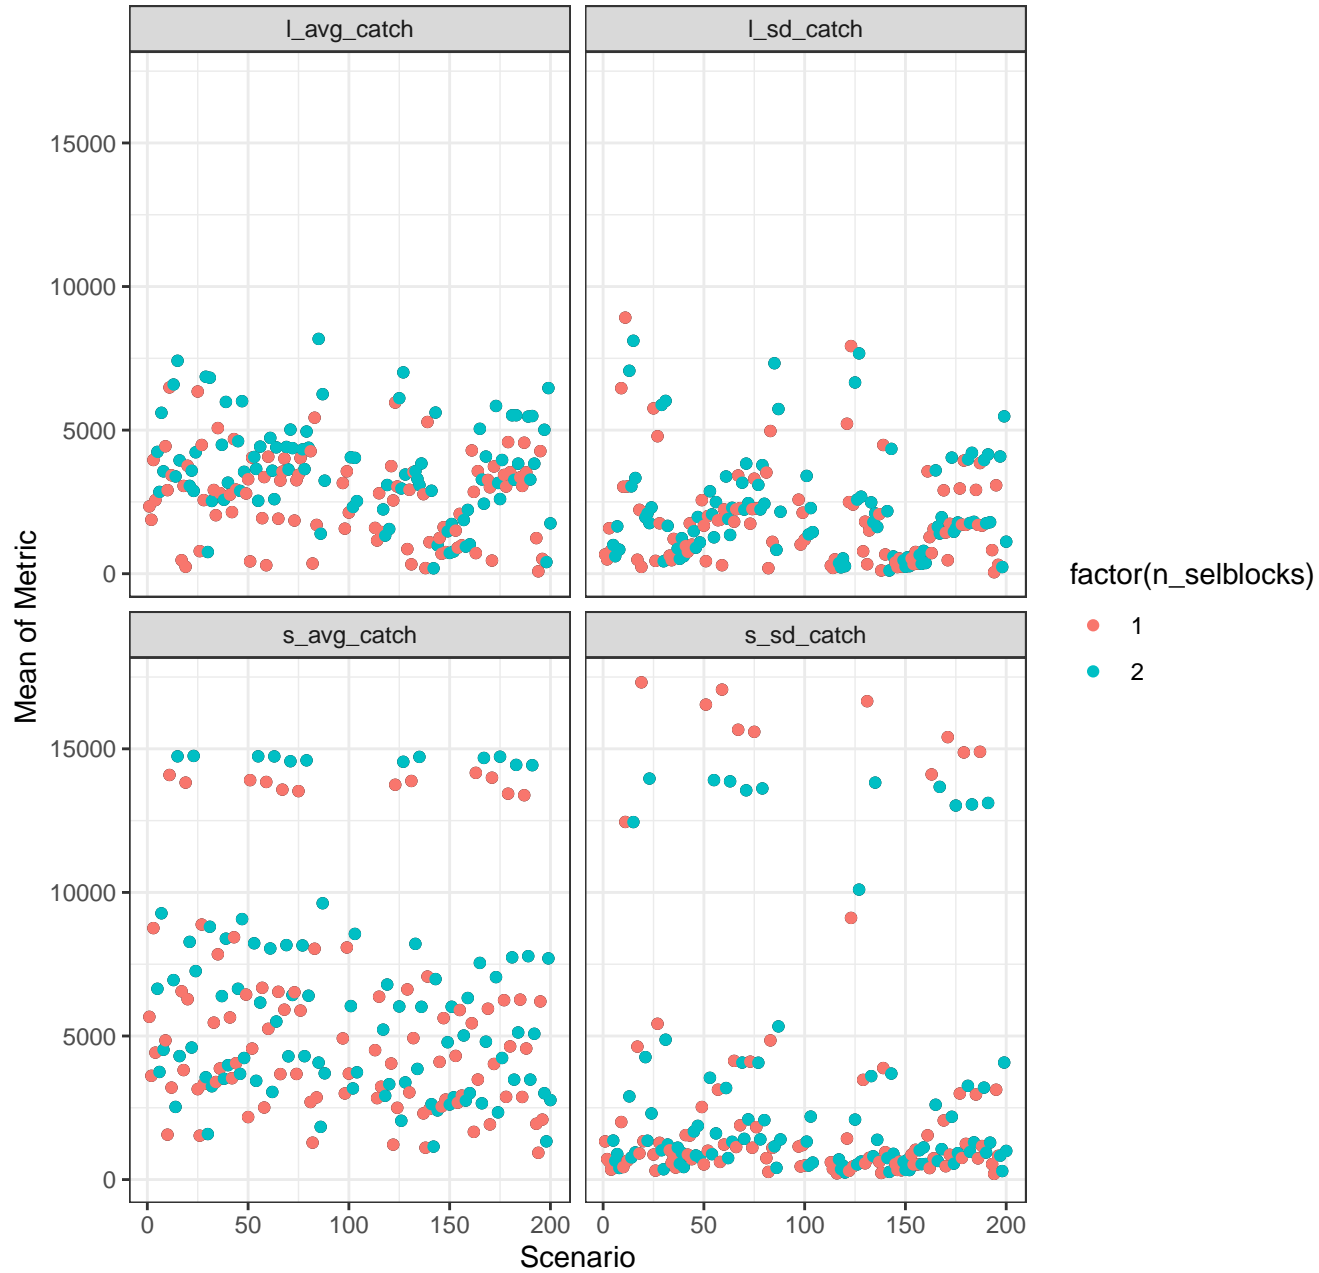 l_avg_catch
l_sd_catch
15000
10000
5000
0
s_avg_catch
s_sd_catch
15000
10000
5000
0
0 50 100 150 200
0 50 100 150 200
Scenario
Mean of Metric
factor(n_selblocks)
1
2